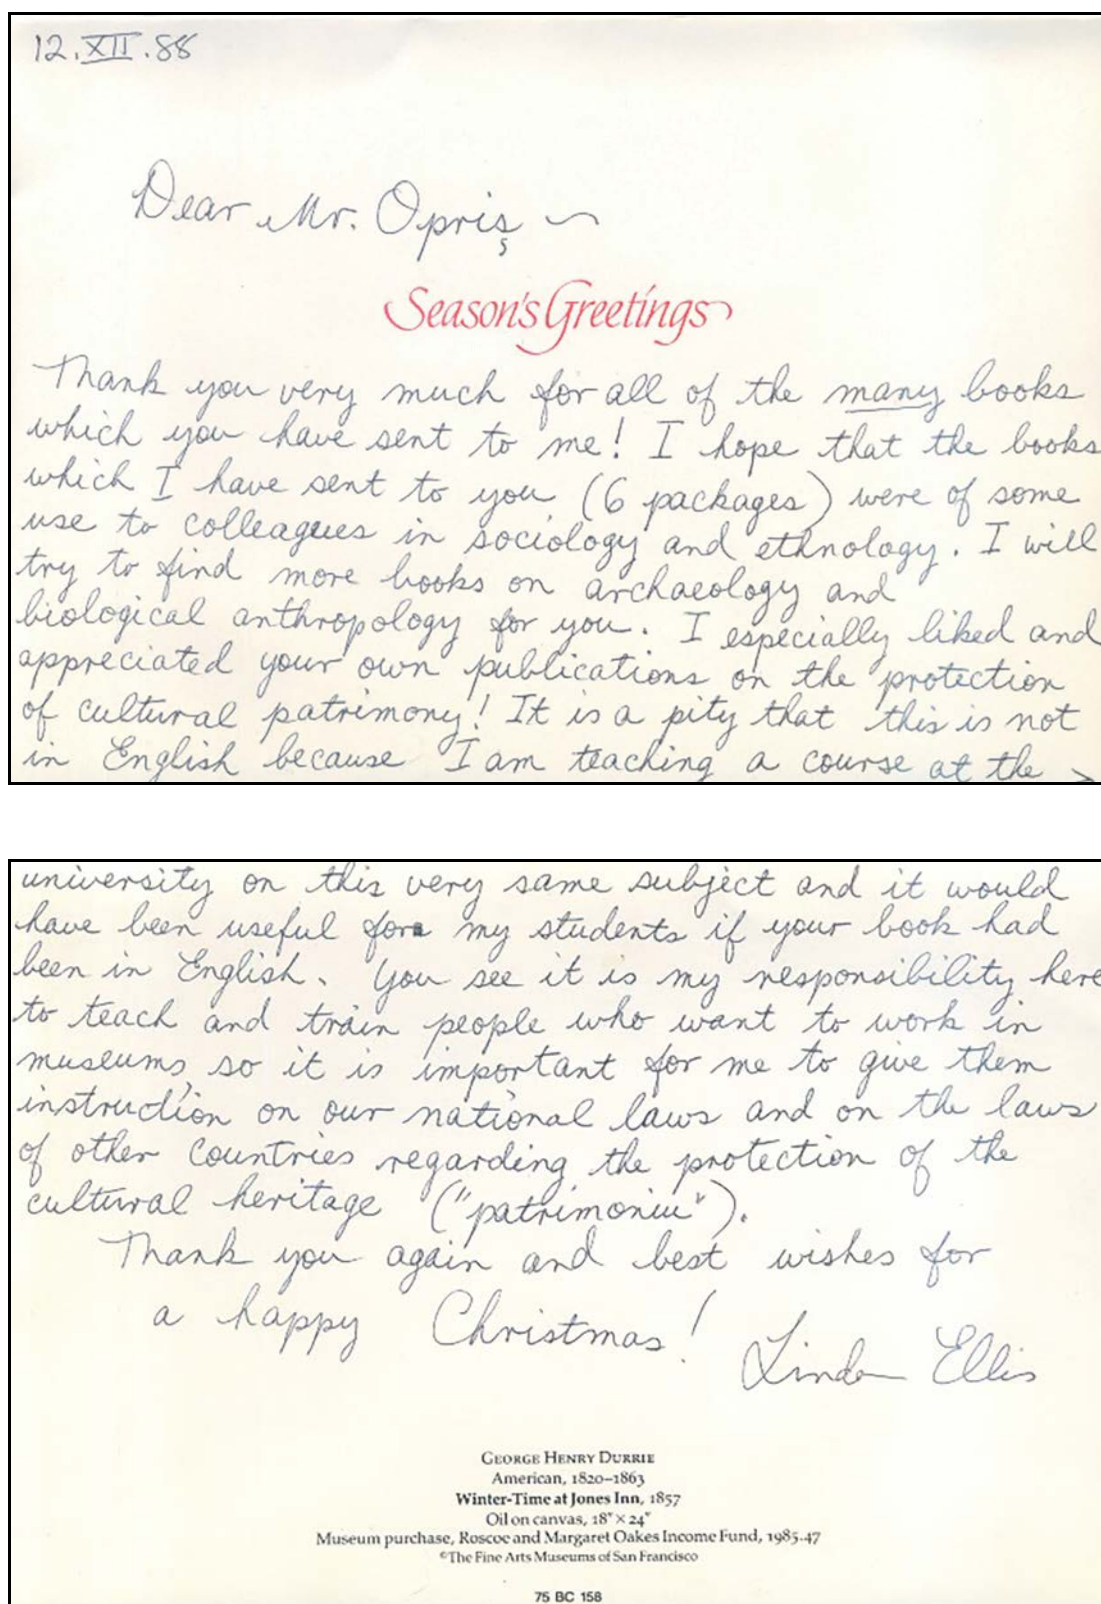 12.XII.88
Dear Mr. Opriş ~
Season's Greetings
Thank you very much for all of the many books
which you have sent to me! I hope that the books
which I have sent to you (6 packages) were of some
use to colleagues in sociology and ethnology. I will
try to find more books on archaeology and
biological anthropology for you. I especially liked and
appreciated your own publications on the protection
of cultural patrimony! It is a pity that this is not
in English because I am teaching a course at the >
university on this very same subject and it would
have been useful for my students if your book had
been in English. You see it is my responsibility here
to teach and train people who want to work in
museums, so it is important for me to give them
instruction on our national laws and on the laws
of other countries regarding the protection of the
cultural heritage ("patrimoniu").
Thank you again and best wishes for
a happy Christmas!
Linda Ellis
GEORGE HENRY DURRIE
American, 1820–1863
Winter-Time at Jones Inn, 1857
Oil on canvas, 18" × 24"
Museum purchase, Roscoe and Margaret Oakes Income Fund, 1985.47
©The Fine Arts Museums of San Francisco
75 BC 158